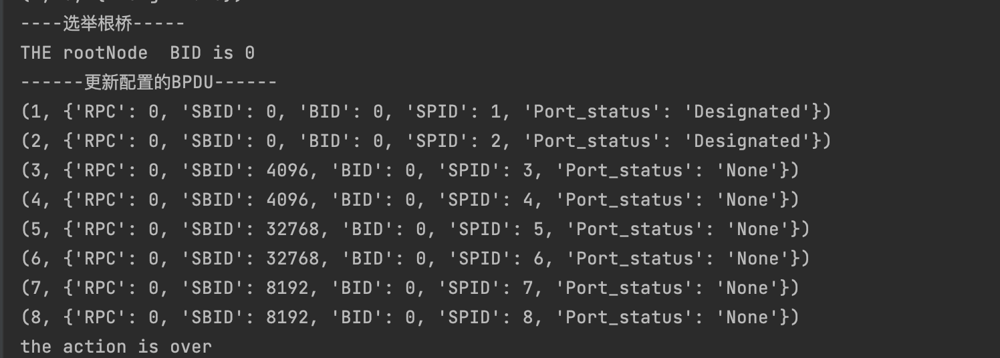 ----选举根桥-----
THE rootNode  BID is 0
------更新配置的BPDU------
(1, {'RPC': 0, 'SBID': 0, 'BID': 0, 'SPID': 1, 'Port_status': 'Designated'})
(2, {'RPC': 0, 'SBID': 0, 'BID': 0, 'SPID': 2, 'Port_status': 'Designated'})
(3, {'RPC': 0, 'SBID': 4096, 'BID': 0, 'SPID': 3, 'Port_status': 'None'})
(4, {'RPC': 0, 'SBID': 4096, 'BID': 0, 'SPID': 4, 'Port_status': 'None'})
(5, {'RPC': 0, 'SBID': 32768, 'BID': 0, 'SPID': 5, 'Port_status': 'None'})
(6, {'RPC': 0, 'SBID': 32768, 'BID': 0, 'SPID': 6, 'Port_status': 'None'})
(7, {'RPC': 0, 'SBID': 8192, 'BID': 0, 'SPID': 7, 'Port_status': 'None'})
(8, {'RPC': 0, 'SBID': 8192, 'BID': 0, 'SPID': 8, 'Port_status': 'None'})
the action is over